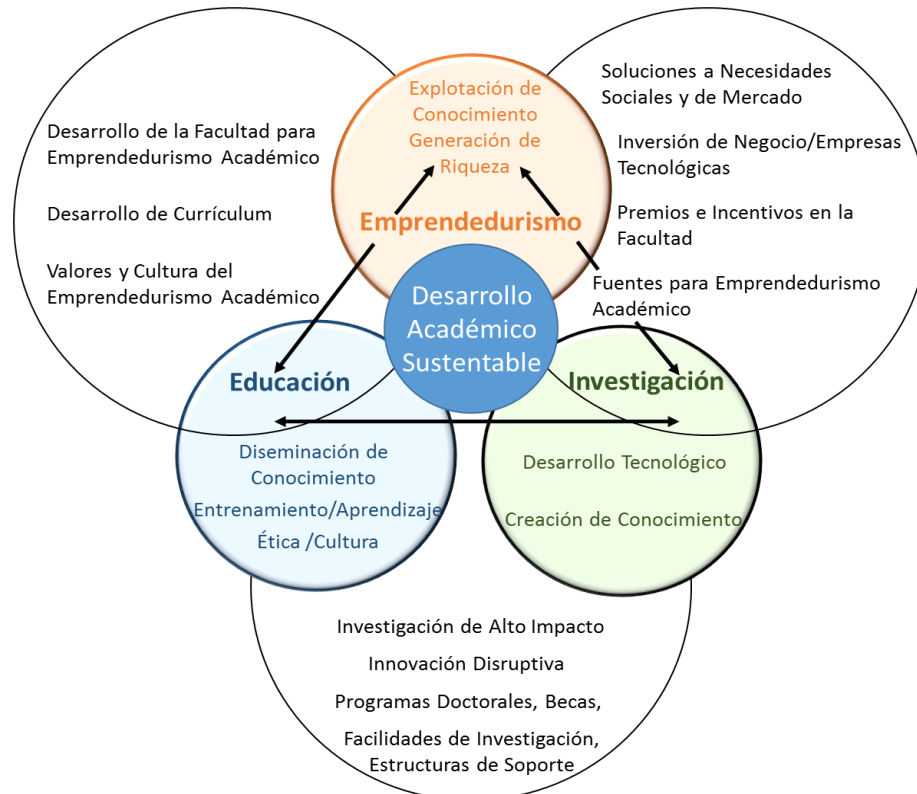 Explotación de
Conocimiento
Generación de
Riqueza
Emprendedurismo
Desarrollo de la Facultad para
Emprendedurismo Académico
Desarrollo de Currículum
Valores y Cultura del
Emprendedurismo Académico
Soluciones a Necesidades
Sociales y de Mercado
Inversión de Negocio/Empresas
Tecnológicas
Premios e Incentivos en la
Facultad
Fuentes para Emprendedurismo
Académico
Desarrollo
Académico
Sustentable
Educación
Diseminación de
Conocimiento
Entrenamiento/Aprendizaje
Ética /Cultura
Investigación
Desarrollo Tecnológico
Creación de Conocimiento
Investigación de Alto Impacto
Innovación Disruptiva
Programas Doctorales, Becas,
Facilidades de Investigación,
Estructuras de Soporte